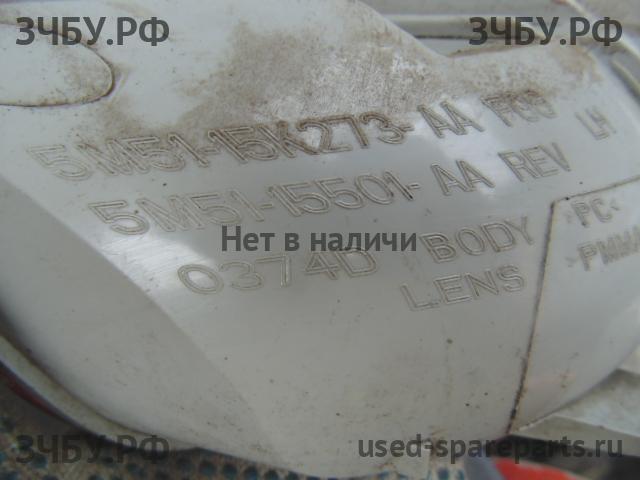 ЗЧБУ.РФ ЗЧБУ.РФ
5M51-15K273-AA FOG LH
5M51-15501-AA REV
Нет в наличи
0374D BODY >PC<
LENS >PMMA
ЗЧБУ.РФ used-spareparts.ru